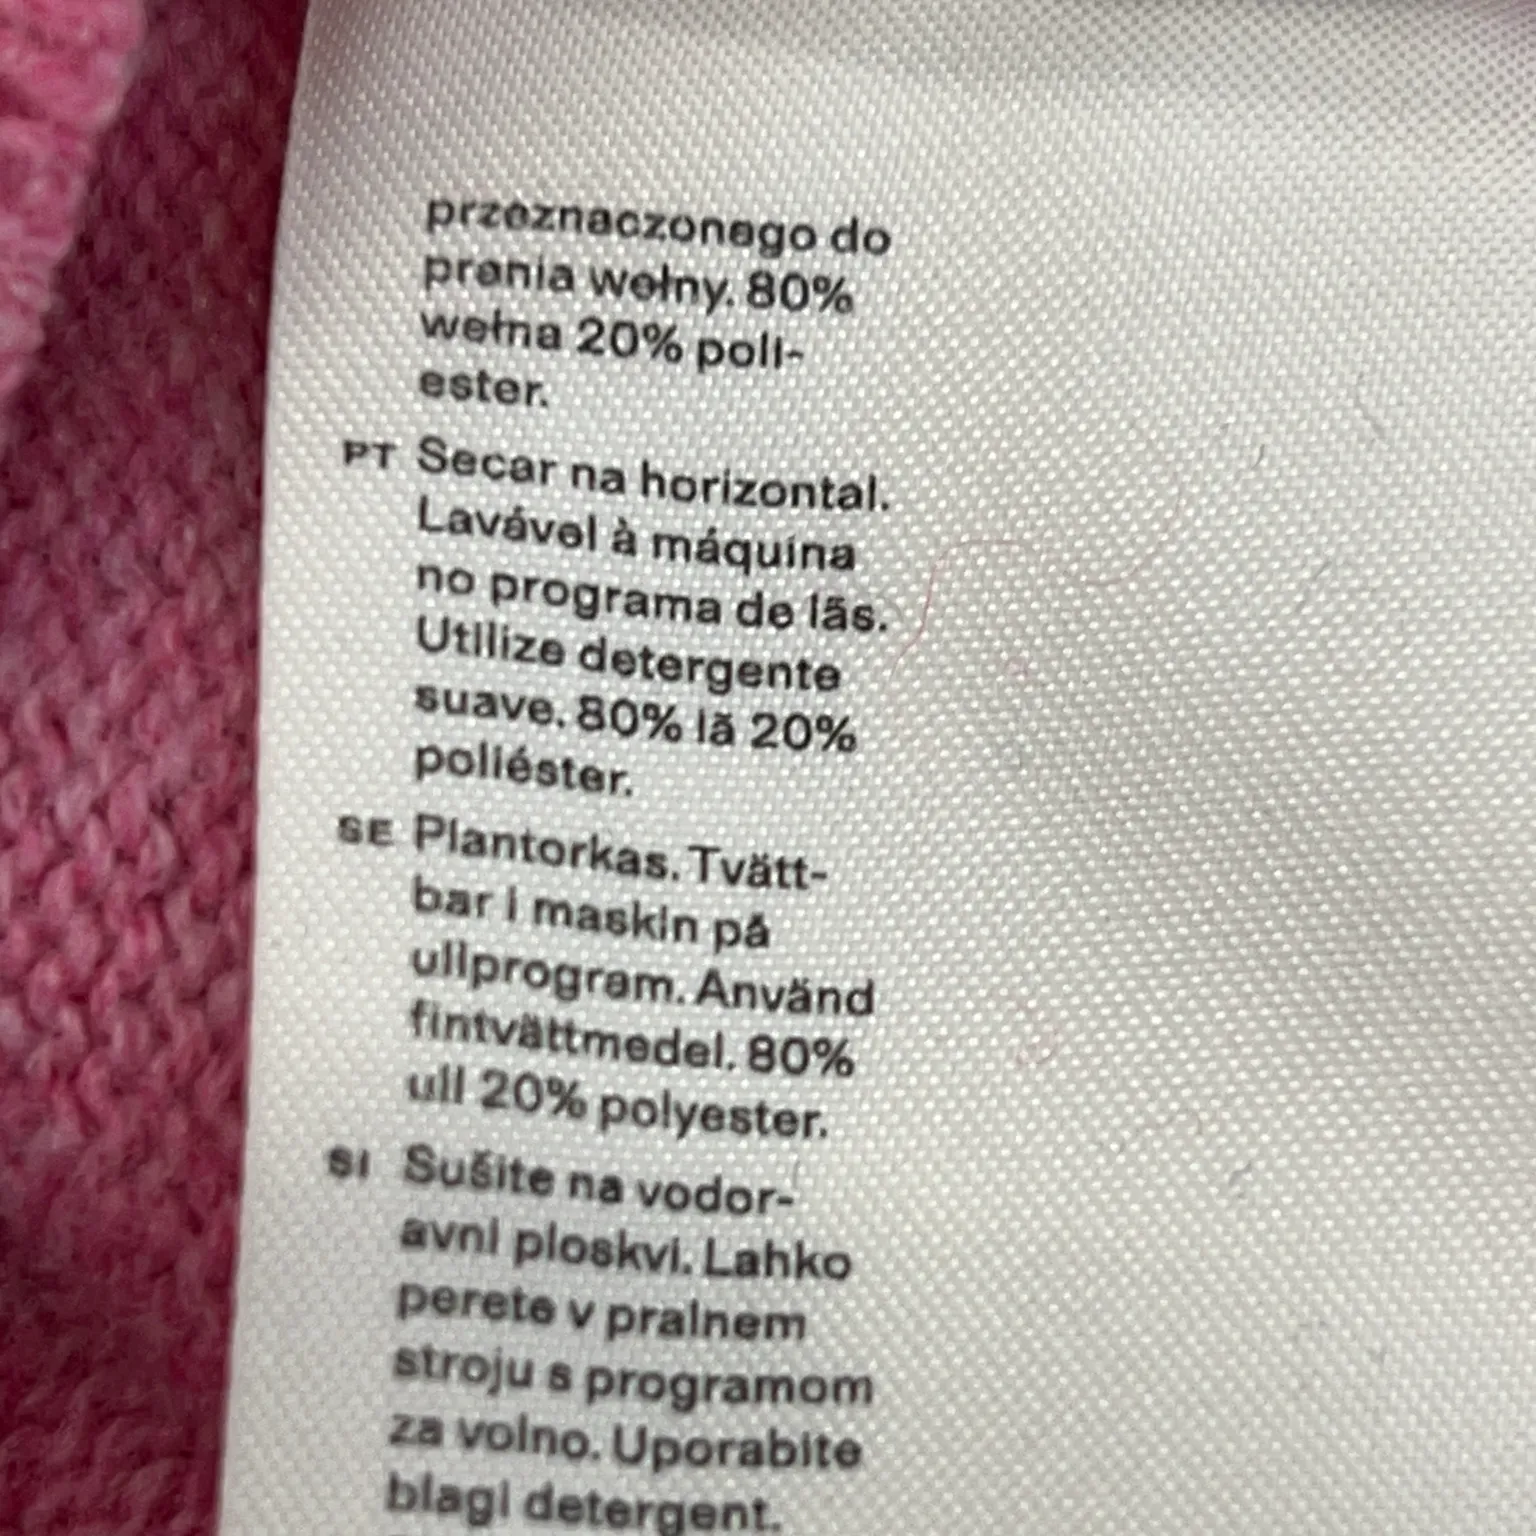 przeznaczonego do
prania wełny. 80%
wełna 20% poli-
ester.
PT Secar na horizontal.
Lavável à máquina
no programa de lãs.
Utilize detergente
suave. 80% lã 20%
poliéster.
SE Plantorkas. Tvätt-
bar i maskin på
ullprogram. Använd
fintvättmedel. 80%
ull 20% polyester.
SI Sušite na vodor-
avni ploskvi. Lahko
perete v pralnem
stroju s programom
za volno. Uporabite
blagi detergent.